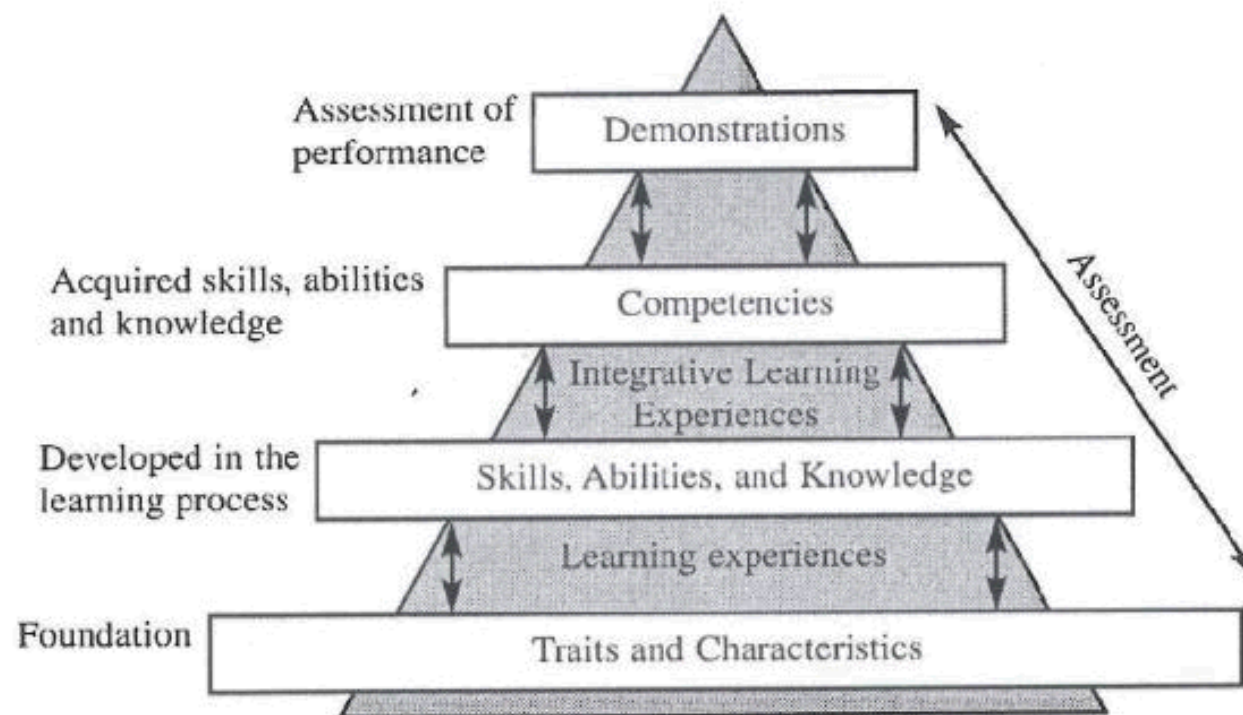 Assessment of
performance
Demonstrations
Acquired skills, abilities
and knowledge
Competencies
Assessment
Integrative Learning
Experiences
Developed in the
learning process
Skills, Abilities, and Knowledge
Learning experiences
Foundation
Traits and Characteristics